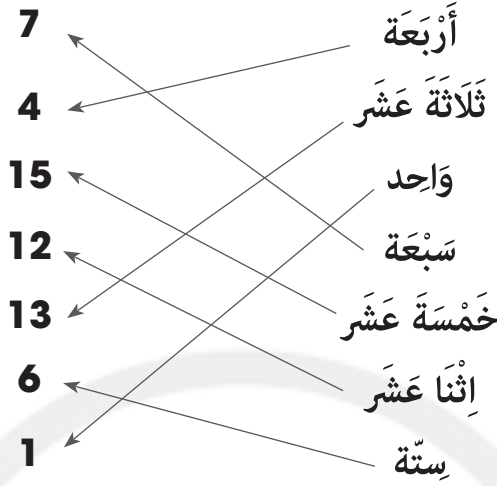 7 أَرْبَعَة
4 ثَلَاثَةَ عَشَر
15 وَاحِد
12 سَبْعَة
13 خَمْسَةَ عَشَر
6 اِثْنَا عَشَر
1 سِتّة